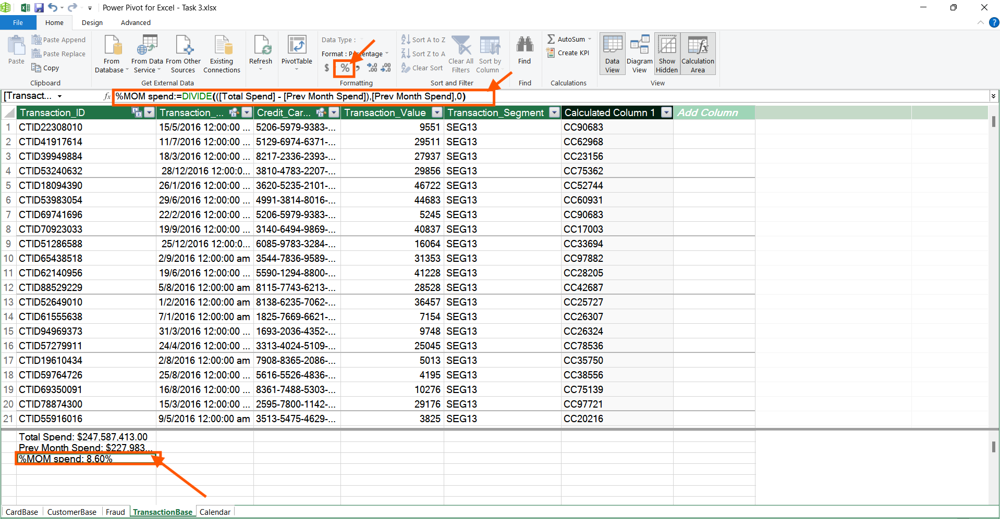 Power Pivot for Excel - Task 3.xlsx
File Home Design Advanced
Paste
Paste Append
Paste Replace
Copy
Clipboard
From Database
From Data Service
From Other Sources
Existing Connections
Get External Data
Refresh
PivotTable
Data Type :
Format : Percentage
$ % , .00 .00
Formatting
Sort A to Z
Sort Z to A
Clear Sort
Clear All Filters
Sort by Column
Sort and Filter
Find
Find
AutoSum
Create KPI
Calculations
Data View
Diagram View
Show Hidden
Calculation Area
View
[Transact... fx %MOM spend:=DIVIDE(([Total Spend] - [Prev Month Spend]),[Prev Month Spend],0)
Transaction_ID Transaction_... Credit_Car... Transaction_Value Transaction_Segment Calculated Column 1 Add Column
1 CTID22308010 15/5/2016 12:00:00 ... 5206-5979-9383-... 9551 SEG13 CC90683
2 CTID41917614 11/7/2016 12:00:00 ... 5129-6974-6371-... 29511 SEG13 CC62968
3 CTID39949884 18/3/2016 12:00:00 ... 8217-2336-2393-... 27937 SEG13 CC23156
4 CTID53240632 28/12/2016 12:00:0... 3810-4783-2207-... 29856 SEG13 CC75362
5 CTID18094390 26/1/2016 12:00:00 ... 3620-5235-2101-... 46722 SEG13 CC52744
6 CTID53983054 29/6/2016 12:00:00 ... 4991-3814-8016-... 44683 SEG13 CC60931
7 CTID69741696 22/2/2016 12:00:00 ... 5206-5979-9383-... 5245 SEG13 CC90683
8 CTID70923033 19/9/2016 12:00:00 ... 3140-6494-9869-... 40837 SEG13 CC17003
9 CTID51286588 25/12/2016 12:00:0... 6085-9783-3284-... 16064 SEG13 CC33694
10 CTID65438518 2/9/2016 12:00:00 am 3544-7836-9589-... 31353 SEG13 CC97882
11 CTID62140956 19/6/2016 12:00:00 ... 5590-1294-8800-... 41228 SEG13 CC28205
12 CTID88529229 5/8/2016 12:00:00 am 8115-7743-6213-... 28528 SEG13 CC42687
13 CTID52649010 1/2/2016 12:00:00 am 8138-6235-7062-... 36457 SEG13 CC25727
14 CTID61555638 7/1/2016 12:00:00 am 1825-7669-6621-... 7154 SEG13 CC26307
15 CTID94969373 31/3/2016 12:00:00 ... 1693-2036-4352-... 9748 SEG13 CC26324
16 CTID57279911 24/4/2016 12:00:00 ... 3313-4024-5109-... 25045 SEG13 CC78536
17 CTID19610434 2/8/2016 12:00:00 am 7908-8365-2086-... 5013 SEG13 CC35750
18 CTID59764726 25/8/2016 12:00:00 ... 5616-5526-4836-... 4195 SEG13 CC38556
19 CTID69350091 16/8/2016 12:00:00 ... 8361-7488-5303-... 10276 SEG13 CC75139
20 CTID78874300 15/3/2016 12:00:00 ... 2595-7800-1142-... 29176 SEG13 CC97721
21 CTID55916016 9/5/2016 12:00:00 am 3513-5475-4629-... 3825 SEG13 CC20216
Total Spend: $247,587,413.00
Prev Month Spend: $227,983...
%MOM spend: 8.60%
CardBase CustomerBase Fraud TransactionBase Calendar